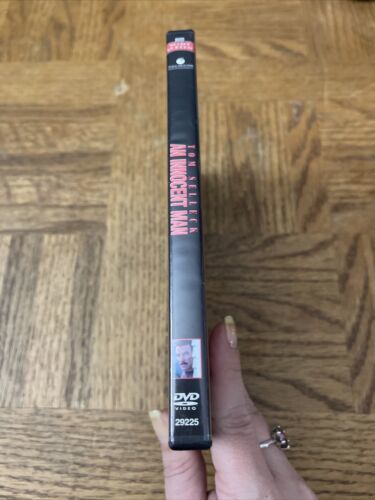 TOM SELLECK
AN INNOCENT MAN
DVD
VIDEO
29225